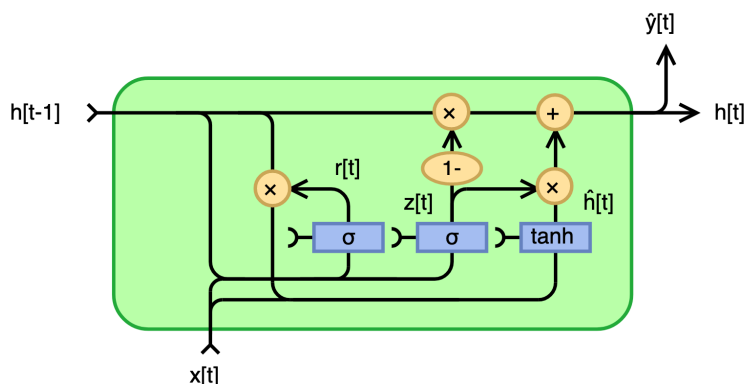 ŷ[t]
h[t-1]
×
+
h[t]
1-
r[t]
×
z[t]
×
ĥ[t]
σ
σ
tanh
x[t]